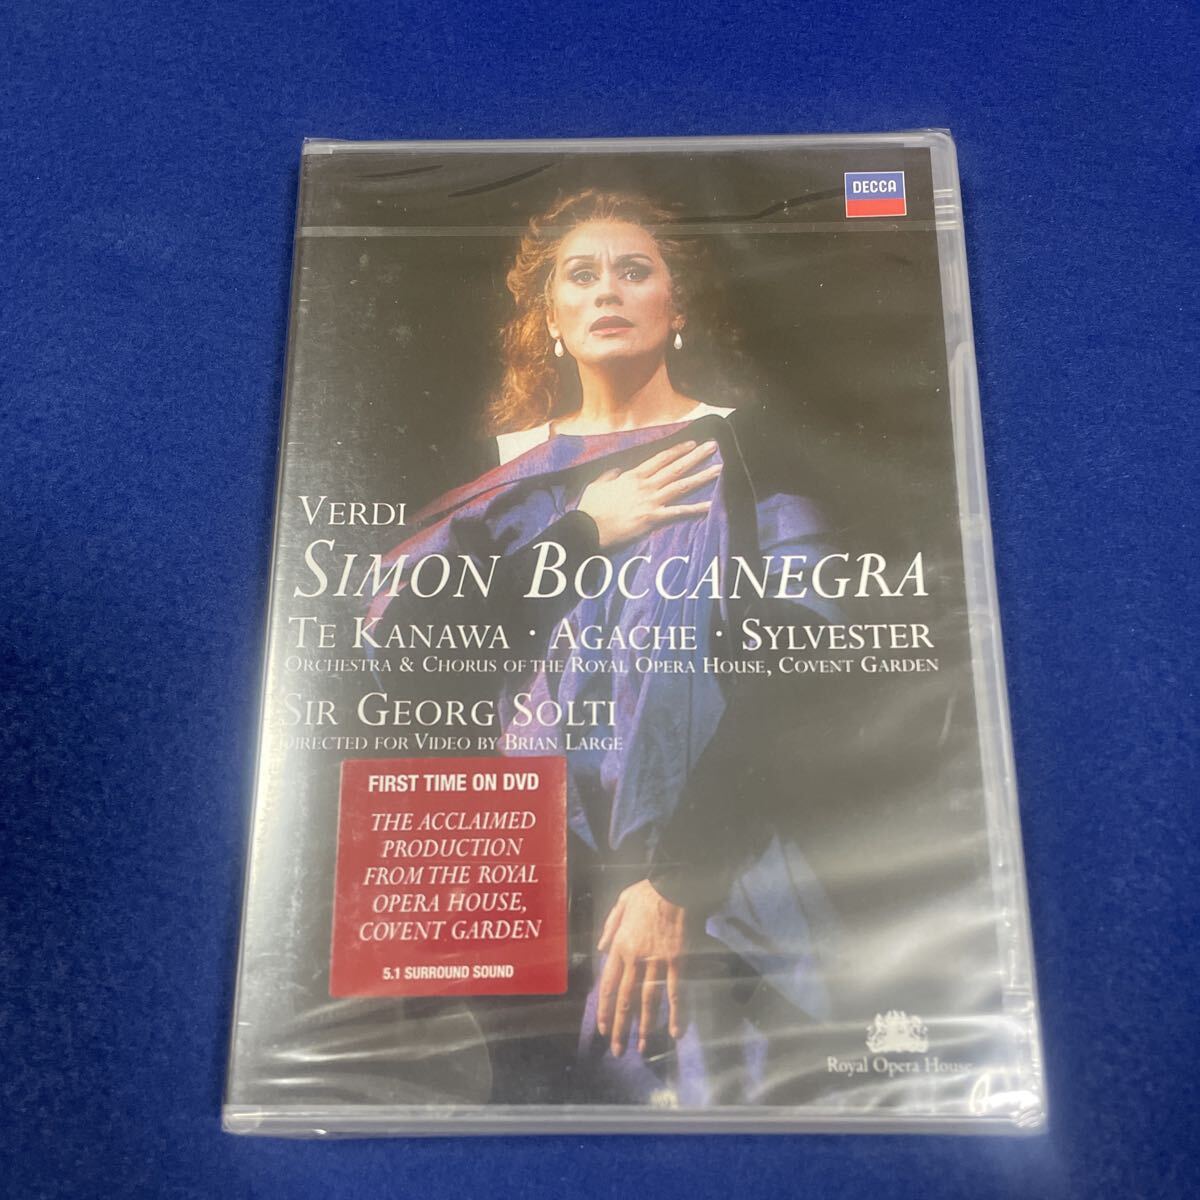 DECCA
VERDI
SIMON BOCCANEGRA
TE KANAWA · AGACHE · SYLVESTER
ORCHESTRA & CHORUS OF THE ROYAL OPERA HOUSE, COVENT GARDEN
SIR GEORG SOLTI
DIRECTED FOR VIDEO BY BRIAN LARGE
FIRST TIME ON DVD
THE ACCLAIMED
PRODUCTION
FROM THE ROYAL
OPERA HOUSE,
COVENT GARDEN
5.1 SURROUND SOUND
Royal Opera House